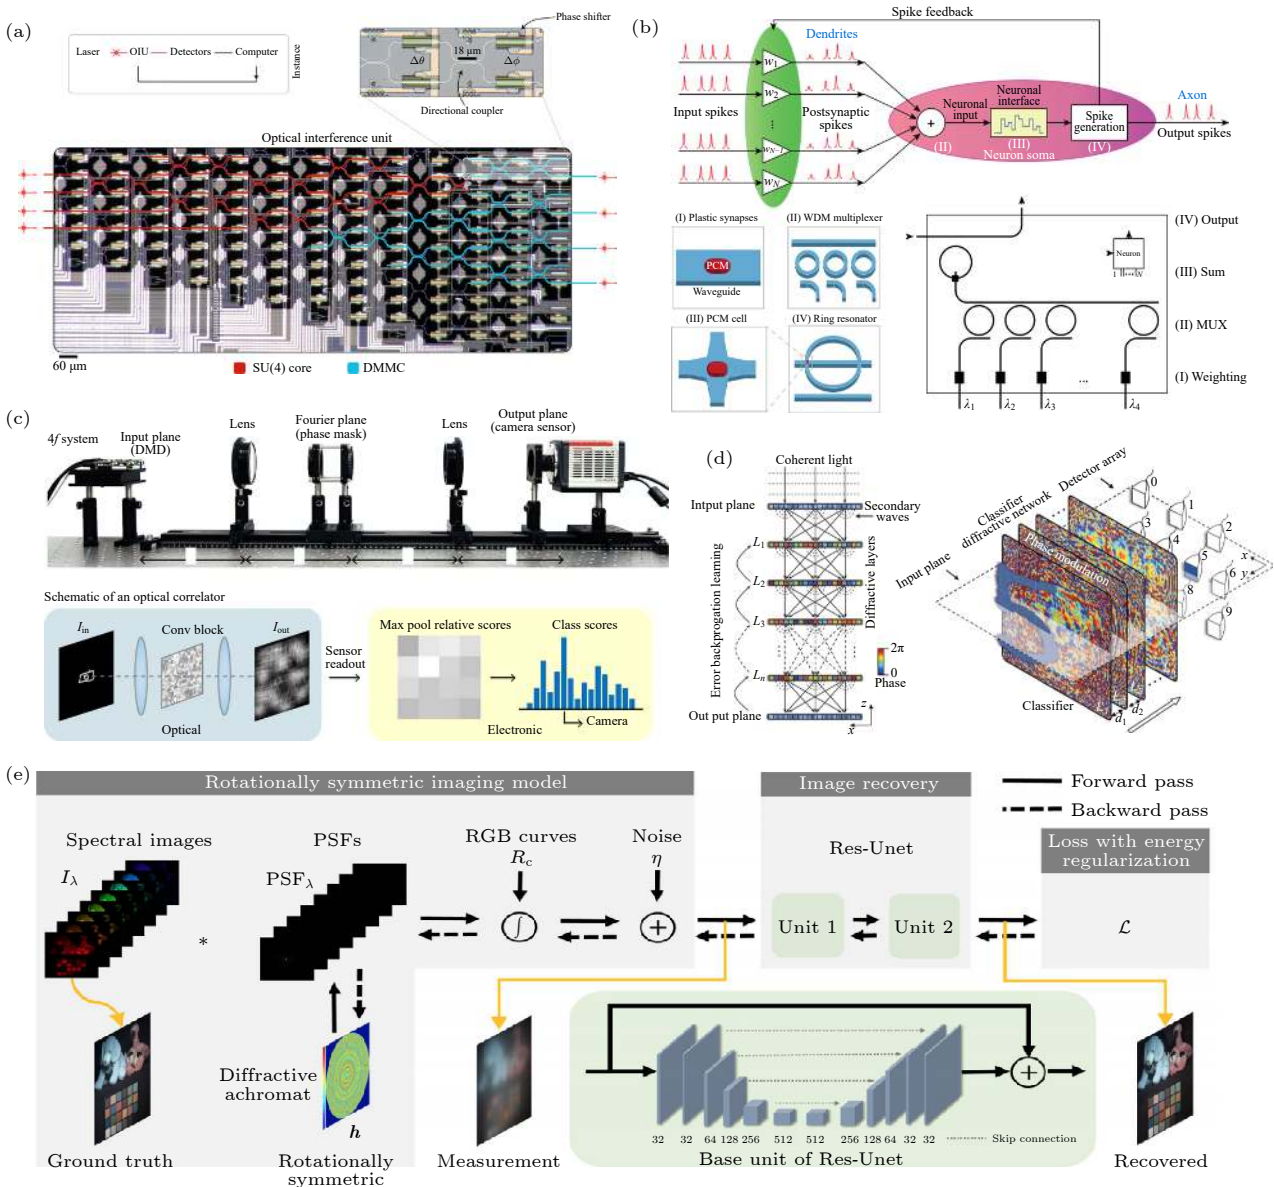 (a)
Laser
OIU
Detectors
Computer
Instance
Phase shifter
Δθ
18 μm
Δϕ
Directional coupler
Optical interference unit
60 μm
SU(4) core
DMMC
(b)
Spike feedback
Dendrites
w1
w2
⋮
wN−1
wN
Input spikes
Postsynaptic
spikes
+
(II)
Neuronal
input
Neuronal
interface
(III)
Neuron soma
Spike
generation
(IV)
Axon
Output spikes
(I) Plastic synapses
PCM
Waveguide
(II) WDM multiplexer
(III) PCM cell
(IV) Ring resonator
Neuron
1
N
(IV) Output
(III) Sum
(II) MUX
(I) Weighting
...
λ1
λ2
λ3
λ4
(c)
4f system
Input plane
(DMD)
Lens
Fourier plane
(phase mask)
Lens
Output plane
(camera sensor)
Schematic of an optical correlator
Iin
Conv block
Iout
Optical
Sensor
readout
Max pool relative scores
Class scores
Camera
Electronic
(d)
Coherent light
Intput plane
Secondary
waves
L1
L2
L3
Ln
Error backprogation learning
Diffractive layers
2π
0
Phase
Out put plane
z
x
Input plane
Classifier
diffractive network
Detector array
Phase modulation
0
1
2
3
4
5
6
8
9
x
y
Classifier
d1
d2
(e)
Rotationally symmetric imaging model
Image recovery
Forward pass
Backward pass
Spectral images
Iλ
*
PSFs
PSFλ
RGB curves
Rc
∫
Noise
η
+
Res-Unet
Unit 1
Unit 2
Loss with energy
regularization
ℒ
Diffractive
achromat
h
Ground truth
Rotationally
symmetric
Measurement
32
32
64
128
256
512
512
256
128
64
32
32
Skip connection
Base unit of Res-Unet
+
Recovered